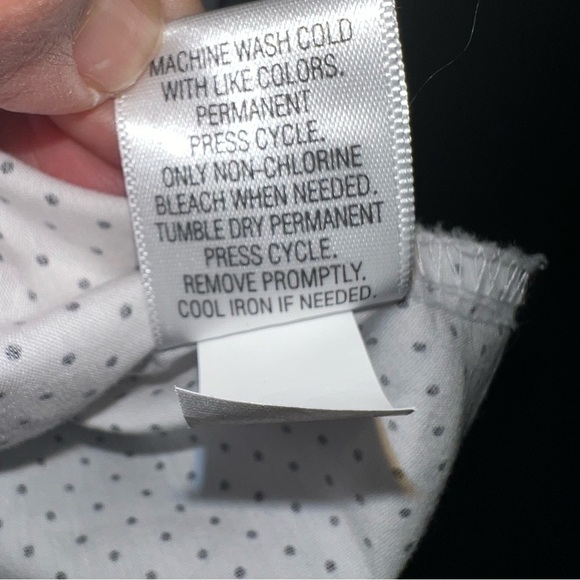 MACHINE WASH COLD
WITH LIKE COLORS.
PERMANENT
PRESS CYCLE.
ONLY NON-CHLORINE
BLEACH WHEN NEEDED.
TUMBLE DRY PERMANENT
PRESS CYCLE.
REMOVE PROMPTLY.
COOL IRON IF NEEDED.